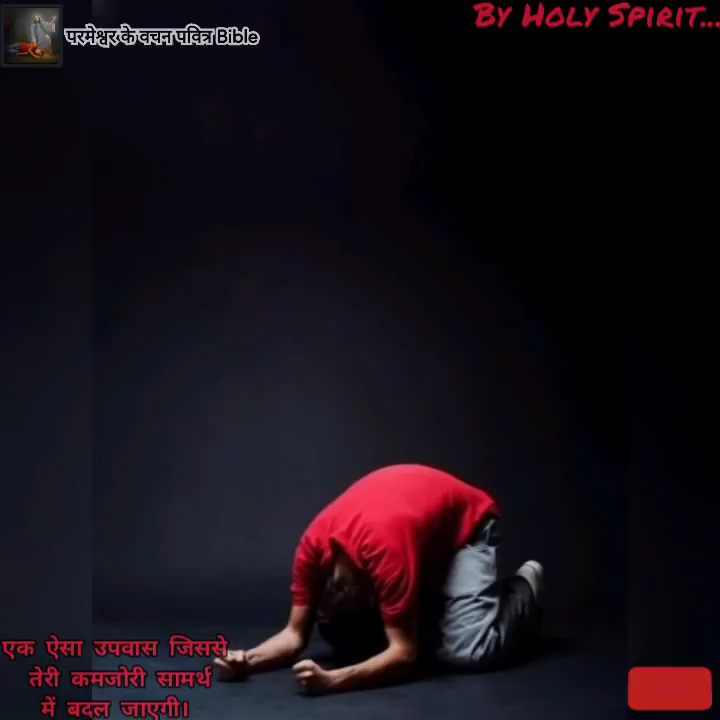 परमेश्वर के वचन पवित्र Bible
By Holy Spirit...
एक ऐसा उपवास जिससे
तेरी कमजोरी सामर्थ
में बदल जाएगी।